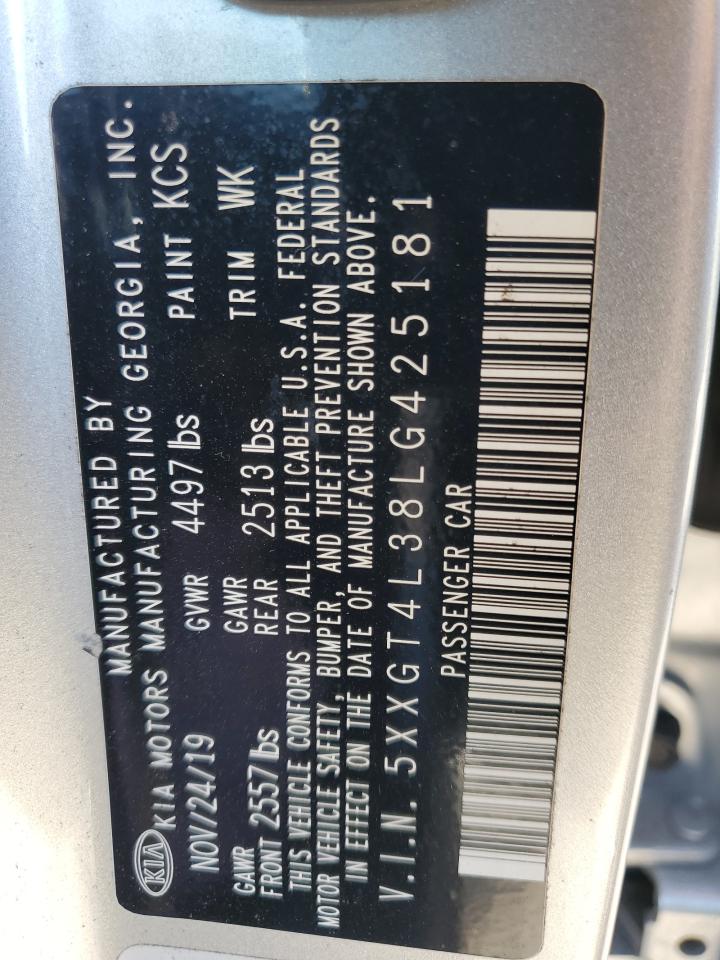 MANUFACTURED BY
KIA KIA MOTORS MANUFACTURING GEORGIA, INC.
NOV/24/19 GVWR 4497 lbs PAINT KCS
GAWR FRONT 2557 lbs GAWR REAR 2513 lbs TRIM WK
THIS VEHICLE CONFORMS TO ALL APPLICABLE U.S.A. FEDERAL
MOTOR VEHICLE SAFETY, BUMPER, AND THEFT PREVENTION STANDARDS
IN EFFECT ON THE DATE OF MANUFACTURE SHOWN ABOVE.
V.I.N. 5XXGT4L38LG425181
PASSENGER CAR